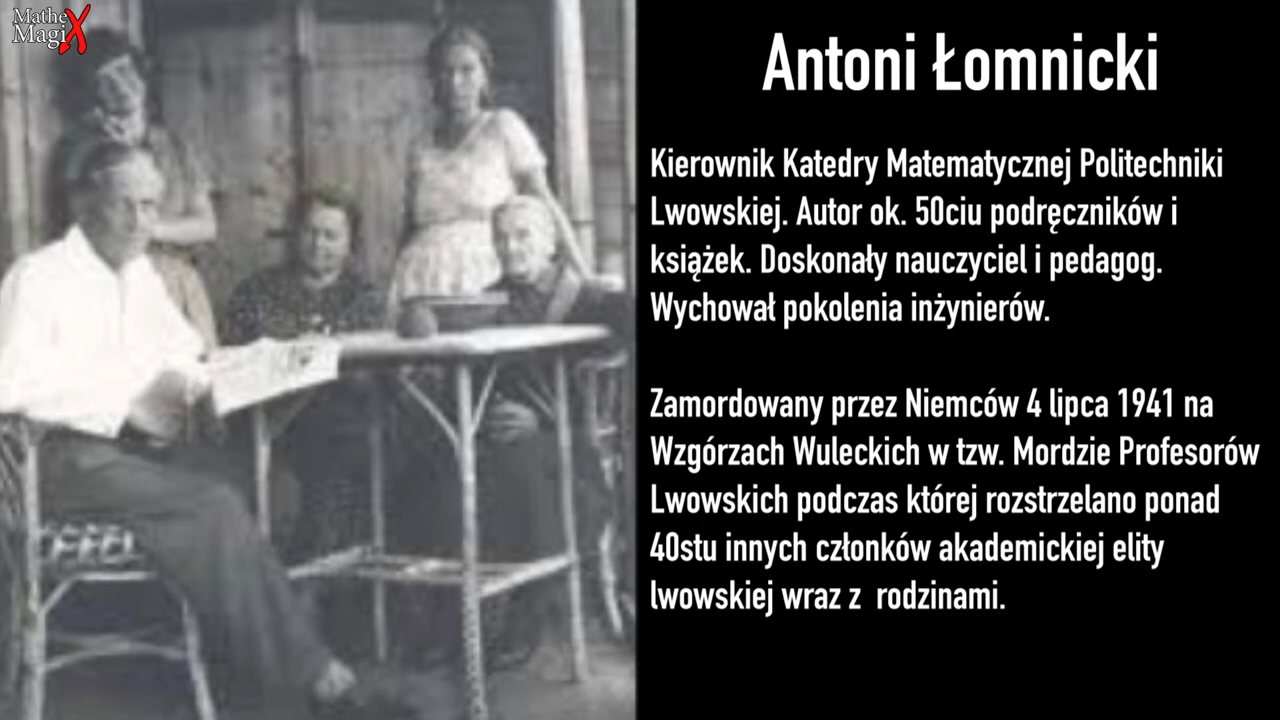 Mathe
MagiX
Antoni Łomnicki
Kierownik Katedry Matematycznej Politechniki
Lwowskiej. Autor ok. 50ciu podręczników i
książek. Doskonały nauczyciel i pedagog.
Wychował pokolenia inżynierów.
Zamordowany przez Niemców 4 lipca 1941 na
Wzgórzach Wuleckich w tzw. Mordzie Profesorów
Lwowskich podczas której rozstrzelano ponad
40stu innych członków akademickiej elity
lwowskiej wraz z  rodzinami.